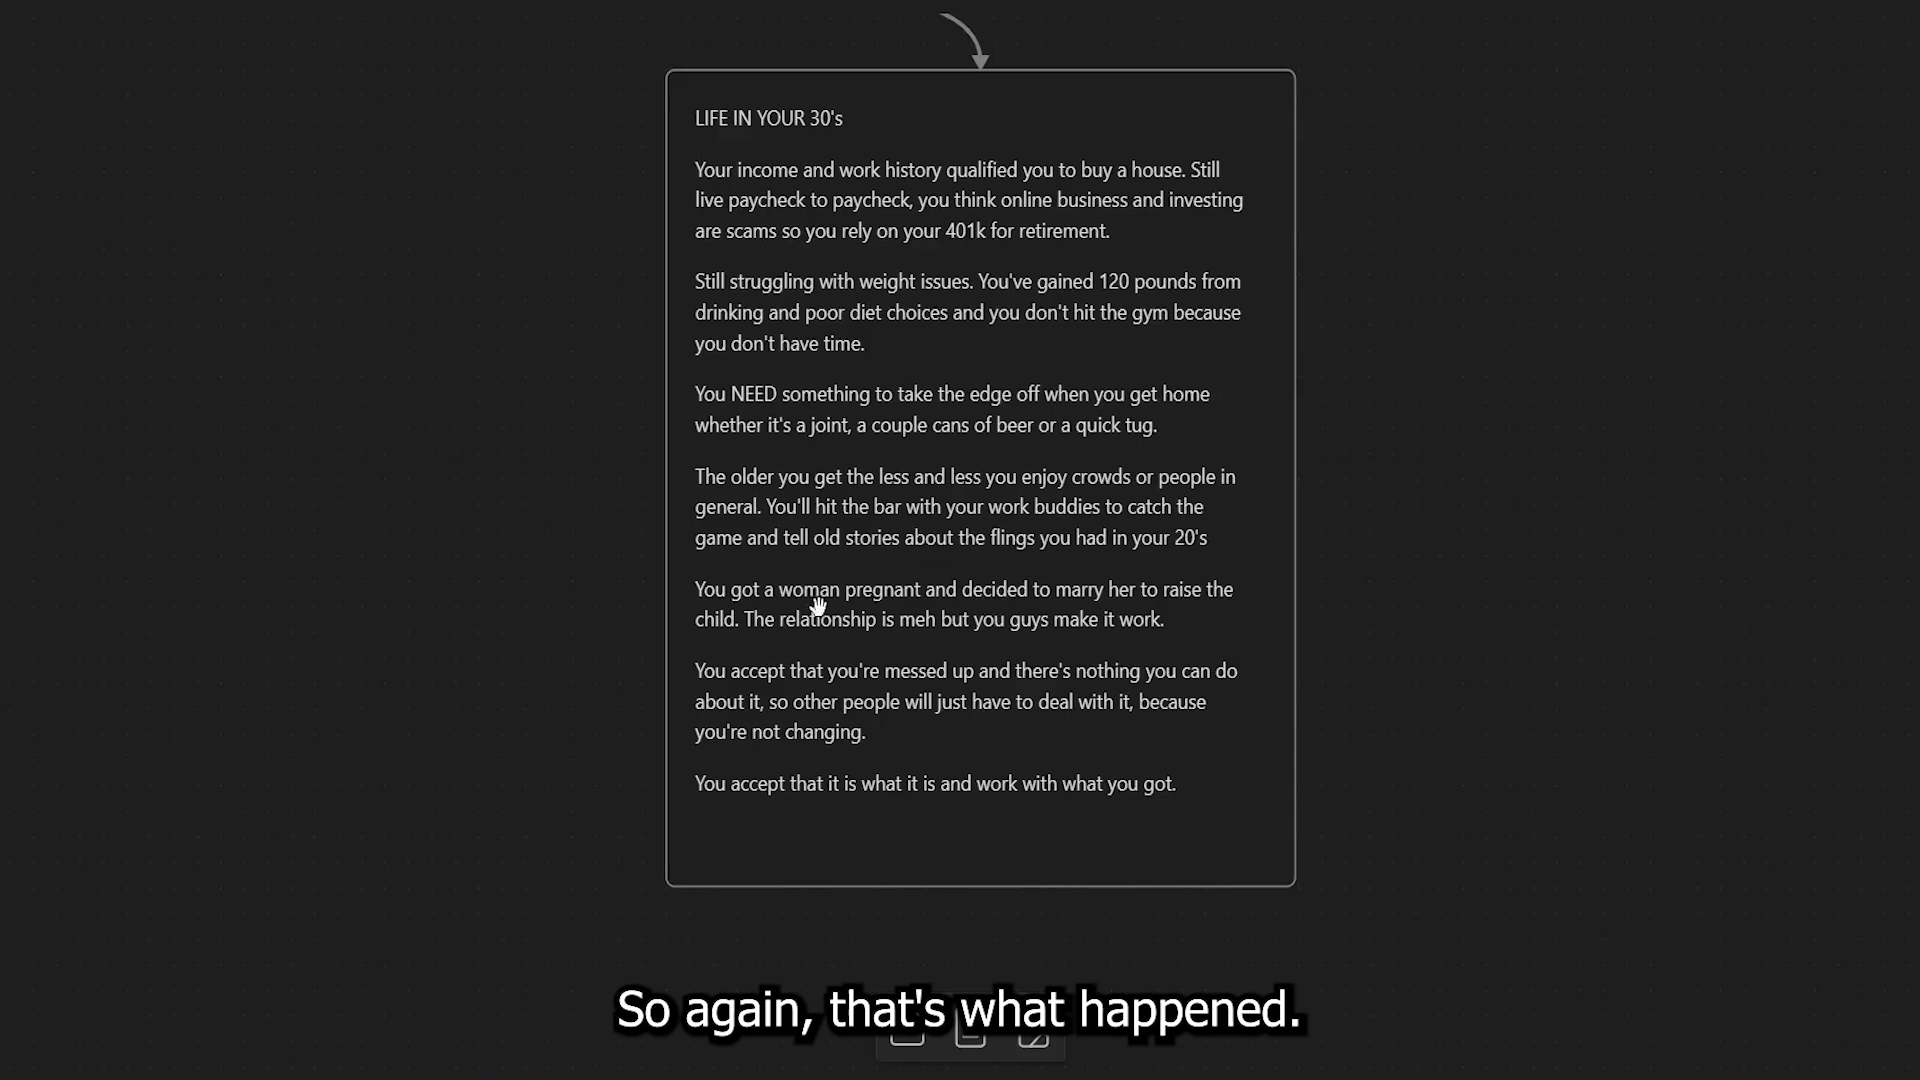 LIFE IN YOUR 30's
Your income and work history qualified you to buy a house. Still
live paycheck to paycheck, you think online business and investing
are scams so you rely on your 401k for retirement.
Still struggling with weight issues. You've gained 120 pounds from
drinking and poor diet choices and you don't hit the gym because
you don't have time.
You NEED something to take the edge off when you get home
whether it's a joint, a couple cans of beer or a quick tug.
The older you get the less and less you enjoy crowds or people in
general. You'll hit the bar with your work buddies to catch the
game and tell old stories about the flings you had in your 20's
You got a woman pregnant and decided to marry her to raise the
child. The relationship is meh but you guys make it work.
You accept that you're messed up and there's nothing you can do
about it, so other people will just have to deal with it, because
you're not changing.
You accept that it is what it is and work with what you got.
So again, that's what happened.